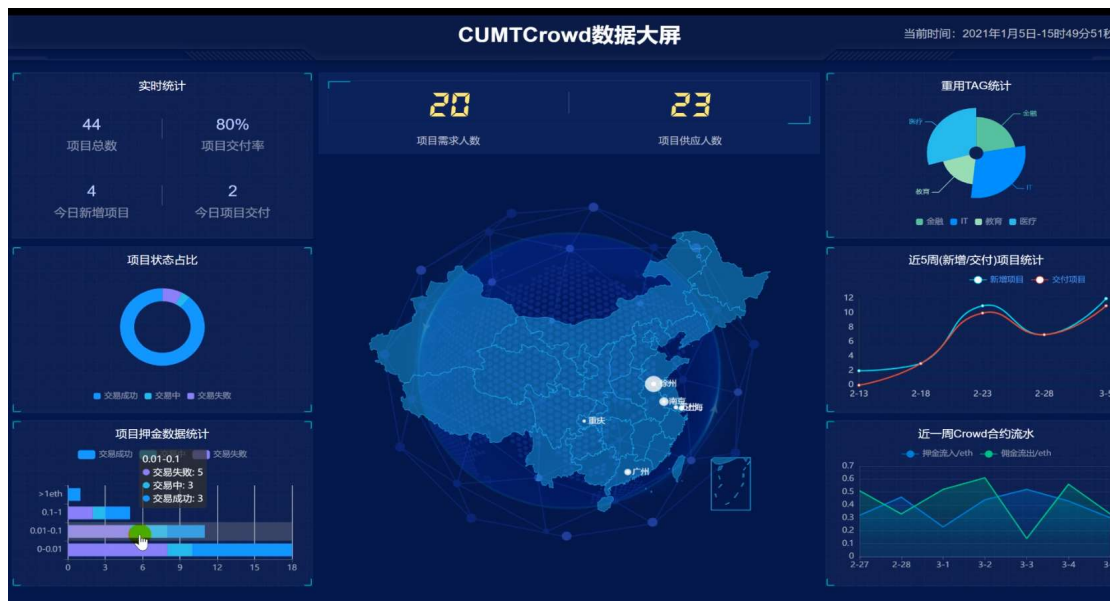 CUMTCrowd数据大屏
当前时间：2021年1月5日-15时49分51秒
实时统计
44
80%
项目总数
项目交付率
4
2
今日新增项目
今日项目交付
项目状态占比
交易成功 交易中 交易失败
项目押金数据统计
交易成功 交易失败
0.01-0.1
交易失败: 5
交易中: 3
交易成功: 3
>1eth
0.1-1
0.01-0.1
0-0.01
0 3 6 9 12 15 18
20
23
项目需求人数
项目供应人数
徐州
南京
重庆
广州
重用TAG统计
医疗
金融
教育
IT
金融 IT 教育 医疗
近5周(新增/交付)项目统计
新增项目 交付项目
12
10
8
6
4
2
0
2-13 2-18 2-23 2-28
近一周Crowd合约流水
押金流入/eth 佣金流出/eth
0.7
0.6
0.5
0.4
0.3
0.2
0.1
0
2-27 2-28 3-1 3-2 3-3 3-4